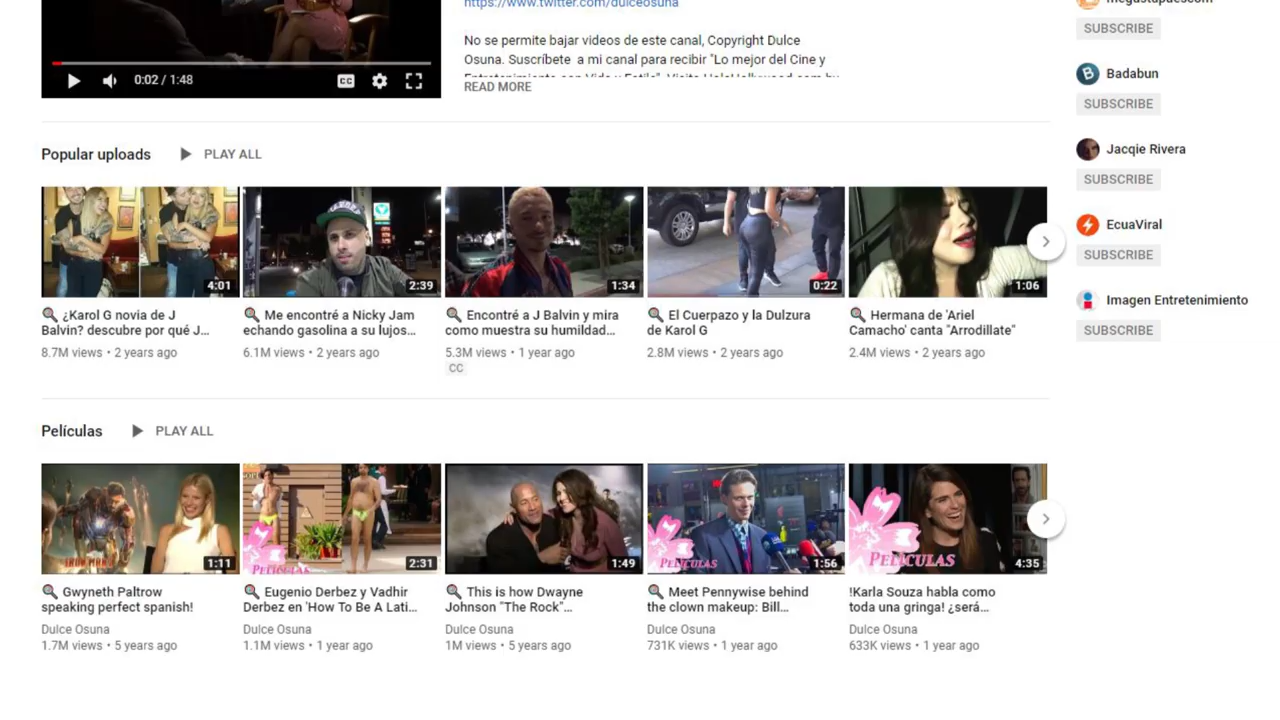 https://www.twitter.com/dulceosuna
No se permite bajar videos de este canal, Copyright Dulce
Osuna. Suscríbete a mi canal para recibir "Lo mejor del Cine y
READ MORE
0:02 / 1:48
CC
SUBSCRIBE
Badabun
SUBSCRIBE
Jacqie Rivera
SUBSCRIBE
EcuaViral
SUBSCRIBE
Imagen Entretenimiento
SUBSCRIBE
Popular uploads PLAY ALL
4:01
2:39
1:34
0:22
1:06
¿Karol G novia de J
Balvin? descubre por qué J...
8.7M views • 2 years ago
Me encontré a Nicky Jam
echando gasolina a su lujos...
6.1M views • 2 years ago
Encontré a J Balvin y mira
como muestra su humildad...
5.3M views • 1 year ago
CC
El Cuerpazo y la Dulzura
de Karol G
2.8M views • 2 years ago
Hermana de 'Ariel
Camacho' canta "Arrodillate"
2.4M views • 2 years ago
Películas PLAY ALL
IRON MAN
1:11
PELÍCULAS
2:31
1:49
PELÍCULAS
1:56
PELÍCULAS
4:35
Gwyneth Paltrow
speaking perfect spanish!
Dulce Osuna
1.7M views • 5 years ago
Eugenio Derbez y Vadhir
Derbez en 'How To Be A Lati...
Dulce Osuna
1.1M views • 1 year ago
This is how Dwayne
Johnson "The Rock"...
Dulce Osuna
1M views • 5 years ago
Meet Pennywise behind
the clown makeup: Bill...
Dulce Osuna
731K views • 1 year ago
!Karla Souza habla como
toda una gringa! ¿será...
Dulce Osuna
633K views • 1 year ago